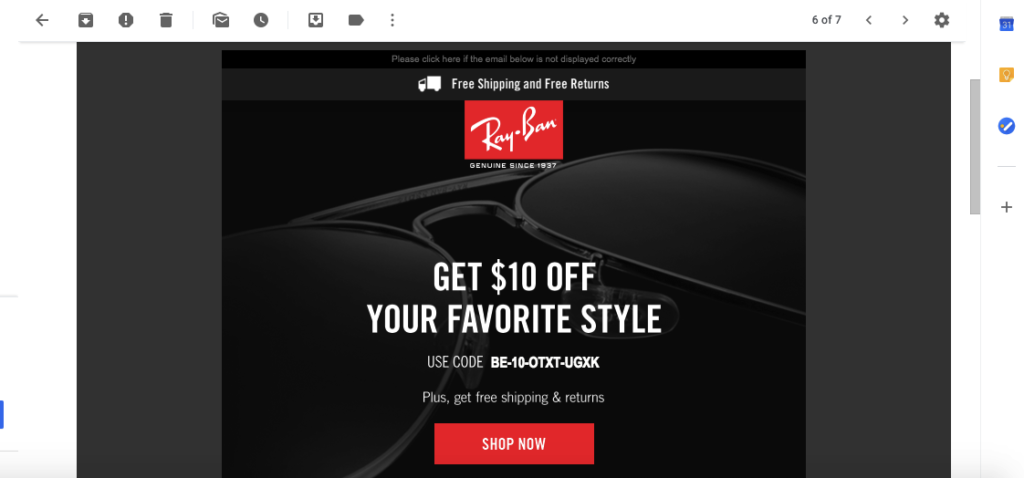 6 of 7
31
Please click here if the email below is not displayed correctly
Free Shipping and Free Returns
Ray-Ban
GENUINE SINCE 1937
GET $10 OFF
YOUR FAVORITE STYLE
USE CODE BE-10-OTXT-UGXK
Plus, get free shipping & returns
SHOP NOW